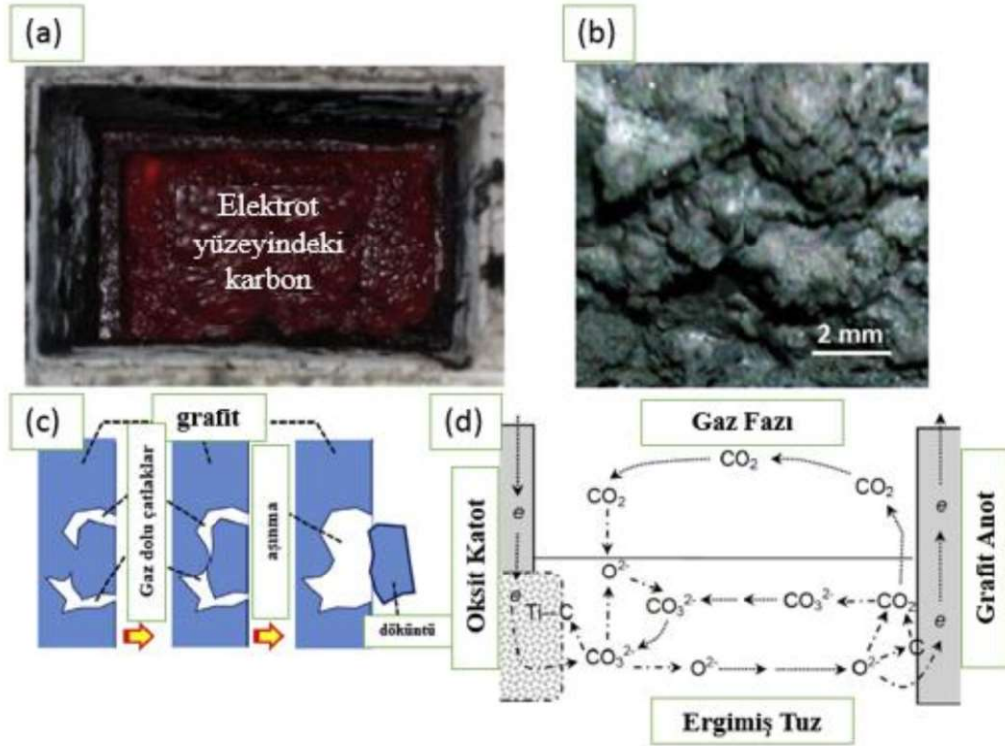 (a)
(b)
Elektrot
yüzeyindeki
karbon
2 mm
(c)
grafit
Gaz dolu çatlaklar
aşınma
döküntü
(d)
Gaz Fazı
Oksit Katot
Grafit Anot
e
CO₂
CO₂
CO₂
e
e
O²⁻
Ti
C
CO₃²⁻
CO₃²⁻
CO₂
e
CO₃²⁻
O²⁻
O²⁻
C
Ergimiş Tuz